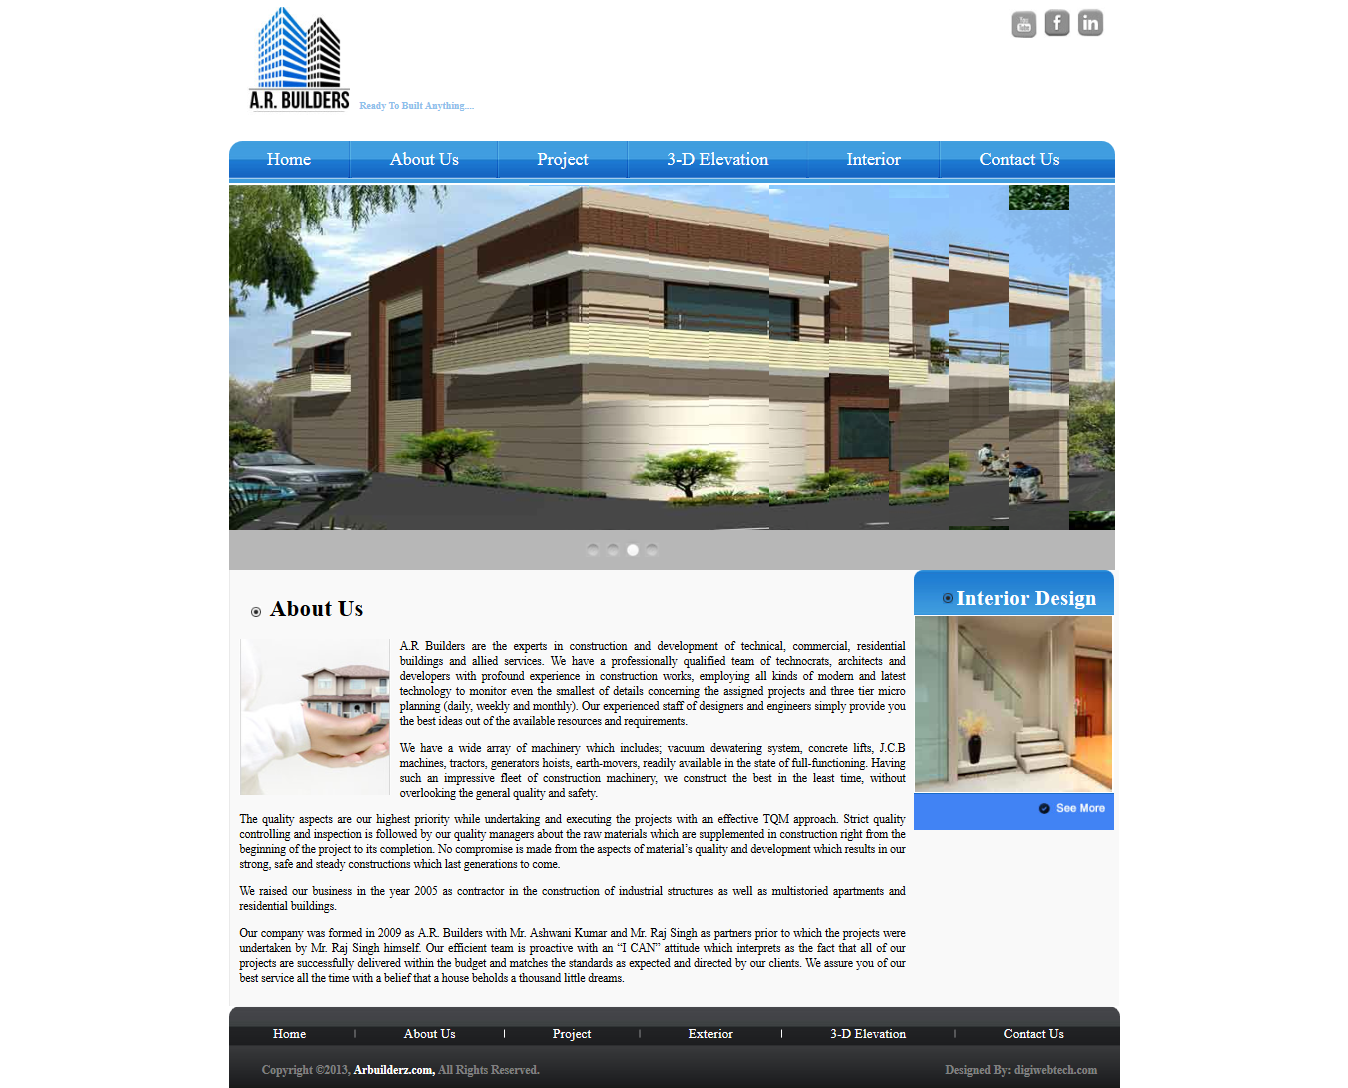 A.R. BUILDERS
Ready To Built Anything....
You Tube
f
in
Home
About Us
Project
3-D Elevation
Interior
Contact Us
About Us
A.R Builders are the experts in construction and development of technical, commercial, residential
buildings and allied services. We have a professionally qualified team of technocrats, architects and
developers with profound experience in construction works, employing all kinds of modern and latest
technology to monitor even the smallest of details concerning the assigned projects and three tier micro
planning (daily, weekly and monthly). Our experienced staff of designers and engineers simply provide you
the best ideas out of the available resources and requirements.
We have a wide array of machinery which includes; vacuum dewatering system, concrete lifts, J.C.B
machines, tractors, generators hoists, earth-movers, readily available in the state of full-functioning. Having
such an impressive fleet of construction machinery, we construct the best in the least time, without
overlooking the general quality and safety.
The quality aspects are our highest priority while undertaking and executing the projects with an effective TQM approach. Strict quality
controlling and inspection is followed by our quality managers about the raw materials which are supplemented in construction right from the
beginning of the project to its completion. No compromise is made from the aspects of material’s quality and development which results in our
strong, safe and steady constructions which last generations to come.
We raised our business in the year 2005 as contractor in the construction of industrial structures as well as multistoried apartments and
residential buildings.
Our company was formed in 2009 as A.R. Builders with Mr. Ashwani Kumar and Mr. Raj Singh as partners prior to which the projects were
undertaken by Mr. Raj Singh himself. Our efficient team is proactive with an “I CAN” attitude which interprets as the fact that all of our
projects are successfully delivered within the budget and matches the standards as expected and directed by our clients. We assure you of our
best service all the time with a belief that a house beholds a thousand little dreams.
Interior Design
See More
Home | About Us | Project | Exterior | 3-D Elevation | Contact Us
Copyright ©2013, Arbuilderz.com, All Rights Reserved.
Designed By: digiwebtech.com